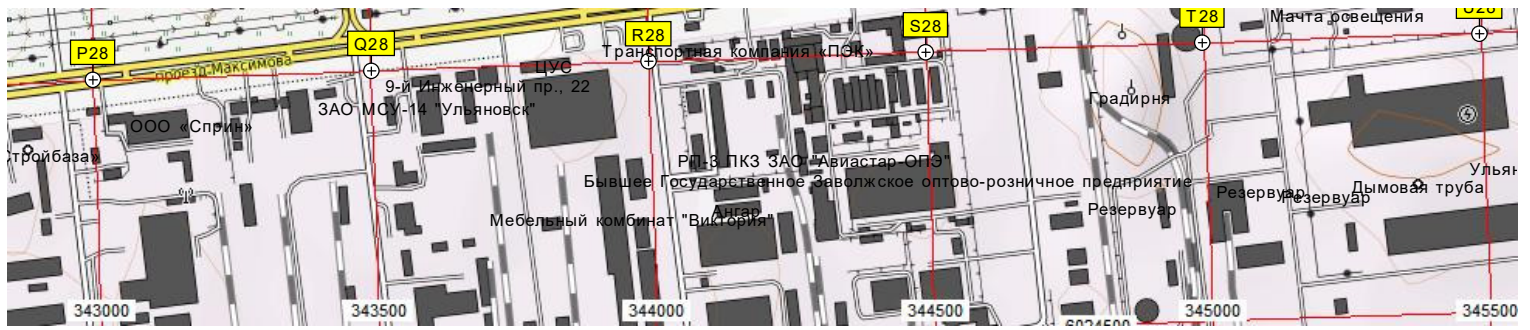 Мачта освещения
U28
T28
S28
R28
Q28
P28
Транспортная компания «ПЭК»
проезд Максимова
ЦУС
9-й Инженерный пр., 22
ЗАО МСУ-14 "Ульяновск"
Градирня
ООО «Сприн»
Стройбаза»
РП-3 ПКЗ ЗАО "Авиастар-ОПЭ"
Бывшее Государственное Заволжское оптово-розничное предприятие
Ульян
Дымовая труба
Резервуар
Резервуар
Резервуар
Ангар
Мебельный комбинат "Виктория"
343000
343500
344000
344500
345000
345500
6024500